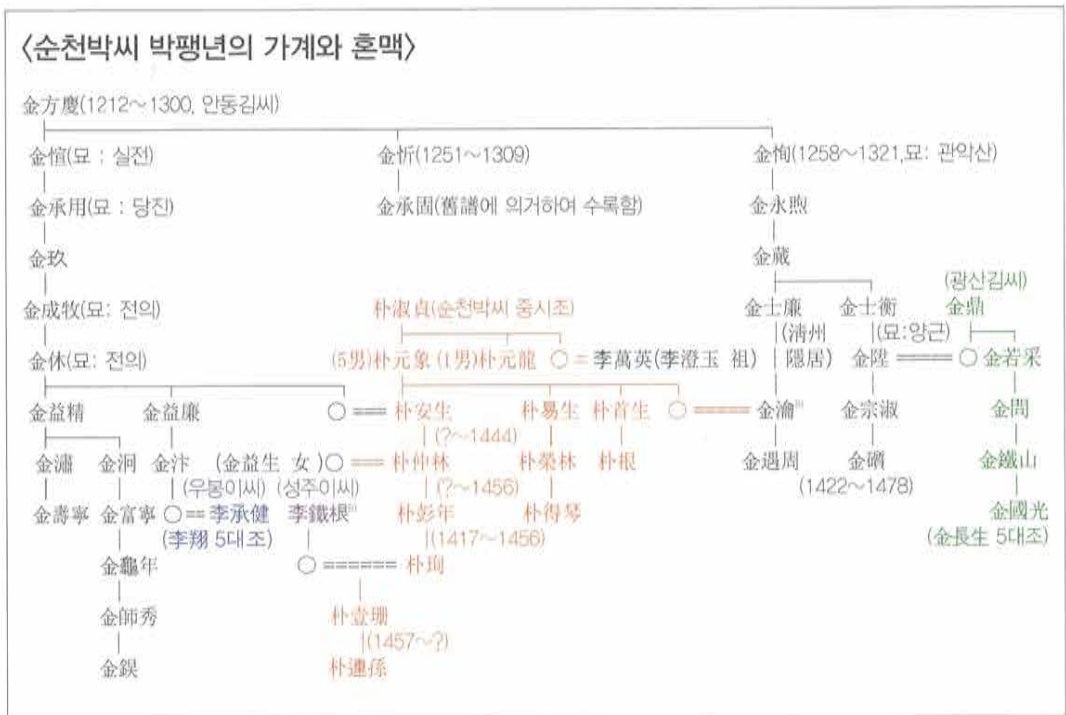 〈순천박씨 박팽년의 가계와 혼맥〉
金方慶(1212～1300, 안동김씨)
金愃(묘 : 실전) 金忻(1251～1309) 金恂(1258～1321,묘: 관악산)
金承用(묘 : 당진) 金承固(舊譜에 의거하여 수록함) 金永煦
金玖 金蕆
(광산김씨)
金成牧(묘: 전의) 朴淑貞(순천박씨 중시조) 金士廉 金士衡 金鼎
(淸州 (묘:양근)
金休(묘: 전의) (5男)朴元象 (1男)朴元龍 ○ = 李萬英(李澄玉 祖) 隱居) 金陞 ===== ○ 金若采
金益精 金益廉 ○ === 朴安生 朴易生 朴首生 ○ ===== 金瀹 金宗淑 金問
(?～1444)
金潚 金泂 金汴 (金益生 女)○ === 朴仲林 朴榮林 朴根 金遇周 金礩 金鐵山
(우봉이씨) (성주이씨) (?～1456) (1422～1478)
金壽寧 金富寧 ○== 李承健 李鐵根 朴彭年 朴得琴 金國光
(李翔 5대조) (1417～1456) (金長生 5대조)
金龜年 ○ ====== 朴珣
金師秀 朴壹珊
(1457～?)
金鍈 朴連孫